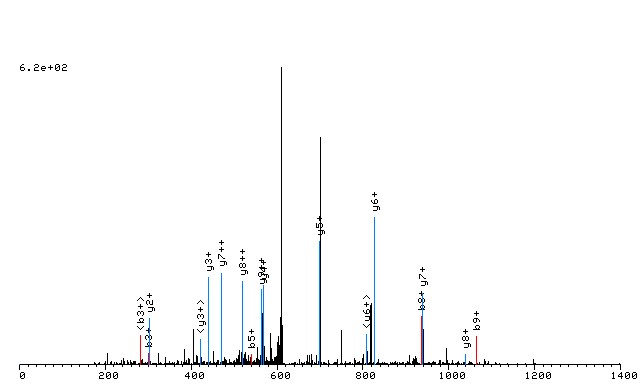 6.2e+02
y6+
y5+
y3+
y7++
y8++
y4+
y7+
<b3+>
y2+
b3+
<y3+>
b5+
<y6+>
b8+
y8+
b9+
0 200 400 600 800 1000 1200 1400